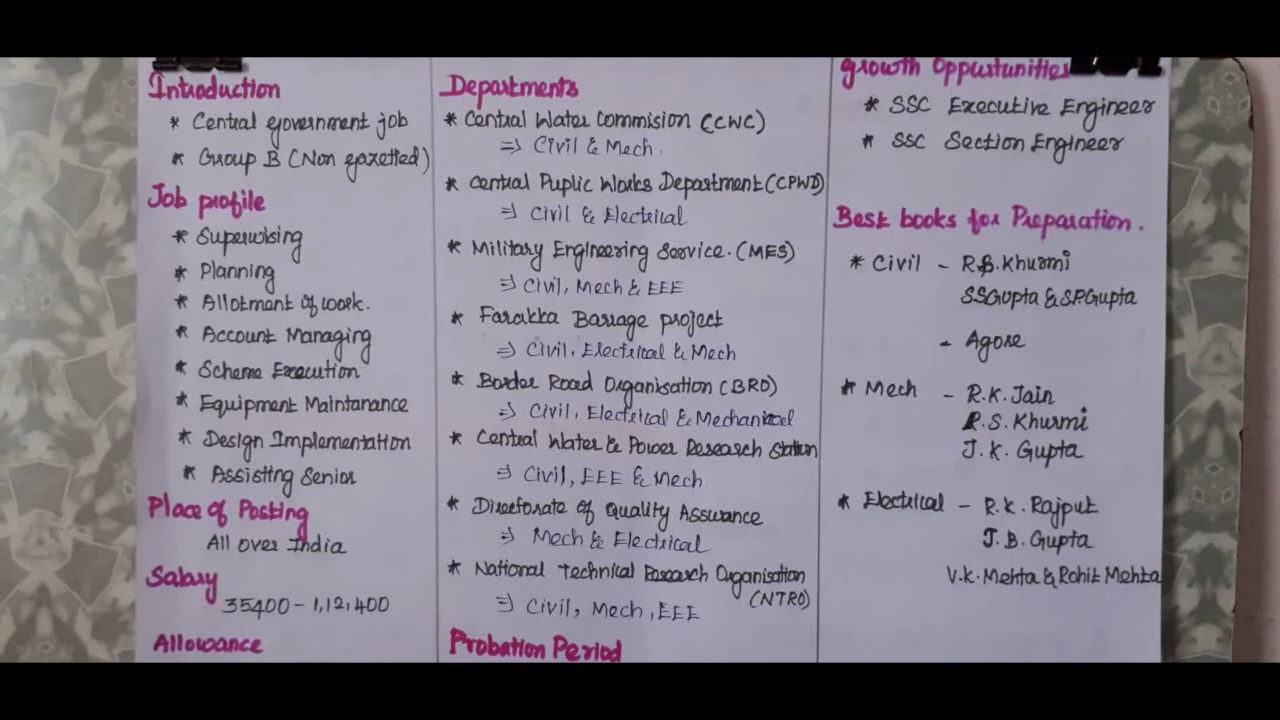 Introduction
* Central government job
* Group B (Non gazetted)
Job profile
* Supervising
* Planning
* Allotment of work.
* Account Managing
* Scheme Execution
* Equipment Maintanance
* Design Implementation
* Assisting Senior
Place of Posting
All Over India
Salary
35400 - 1,12,400
Allowance
Departments
* Central Water Commision (CWC)
⇒ Civil & Mech.
* Central Puplic Works Department (CPWD)
⇒ Civil & Electrical
* Military Engineering Service. (MES)
⇒ Civil, Mech & EEE
* Farakka Barrage project
⇒ Civil, Electrical & Mech
* Border Road Organisation (BRO)
⇒ Civil, Electrical & Mechanical
* Central Water & Power Research Station
⇒ Civil, EEE & Mech
* Directorate of Quality Assurance
⇒ Mech & Electrical
* National Technical Research Organisation
(NTRO)
⇒ Civil, Mech, EEE
Probation Period
growth Oppurtunities
* SSC Executive Engineer
* SSC Section Engineer
Best books for Preparation.
* Civil - R.S. Khurmi
SSGupta & S.P.Gupta
- Agore
* Mech - R.K. Jain
R.S. Khurmi
J.K. Gupta
* Electrical - R.K. Rajput
J.B. Gupta
V.K. Mehta & Rohit Mehta